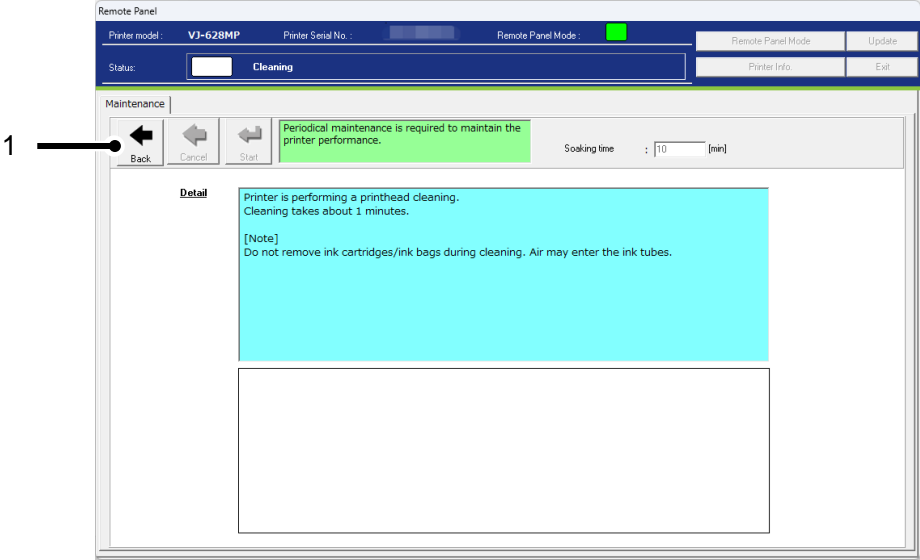 Remote Panel
Printer model : VJ-628MP Printer Serial No. : Remote Panel Mode : Remote Panel Mode Update
Status: Cleaning Printer Info. Exit
Maintenance
1
Back Cancel Start
Periodical maintenance is required to maintain the
printer performance.
Soaking time : 10 [min]
Detail
Printer is performing a printhead cleaning.
Cleaning takes about 1 minutes.
[Note]
Do not remove ink cartridges/ink bags during cleaning. Air may enter the ink tubes.